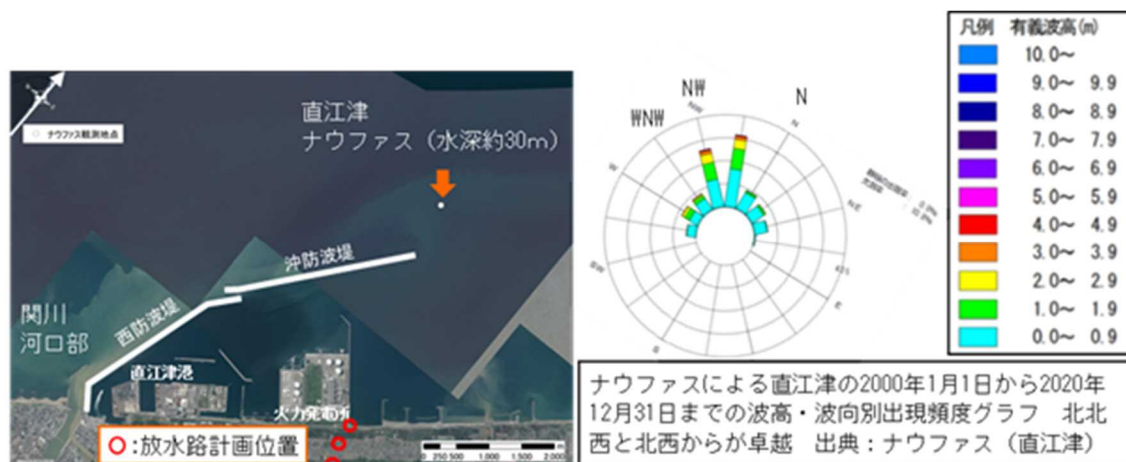 ナウファス観測地点
直江津
ナウファス（水深約30m）
沖防波堤
西防波堤
関川
河口部
直江津港
火力発電所
○:放水路計画位置
0 250 500 1,000 1,500 2,000
NW
N
WNW
NW
N
W
NE
SW
E
S
凡例 有義波高(m)
10.0～
9.0～ 9.9
8.0～ 8.9
7.0～ 7.9
6.0～ 6.9
5.0～ 5.9
4.0～ 4.9
3.0～ 3.9
2.0～ 2.9
1.0～ 1.9
0.0～ 0.9
ナウファスによる直江津の2000年1月1日から2020年
12月31日までの波高・波向別出現頻度グラフ 北北
西と北西からが卓越 出典：ナウファス（直江津）